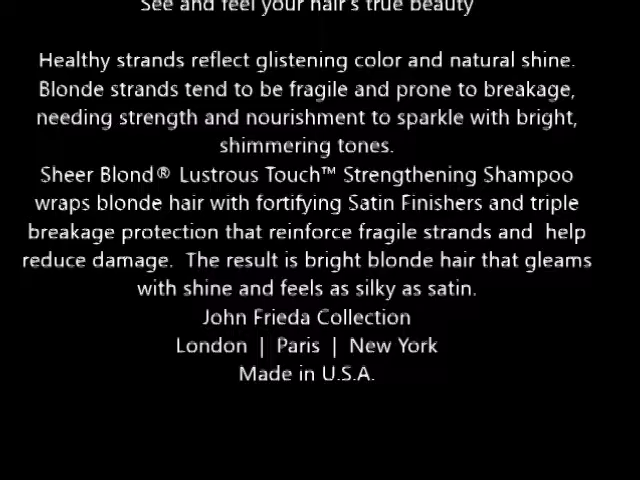 See and feel your hair's true beauty
Healthy strands reflect glistening color and natural shine.
Blonde strands tend to be fragile and prone to breakage,
needing strength and nourishment to sparkle with bright,
shimmering tones.
Sheer Blond® Lustrous Touch™ Strengthening Shampoo
wraps blonde hair with fortifying Satin Finishers and triple
breakage protection that reinforce fragile strands and  help
reduce damage.  The result is bright blonde hair that gleams
with shine and feels as silky as satin.
John Frieda Collection
London | Paris | New York
Made in U.S.A.